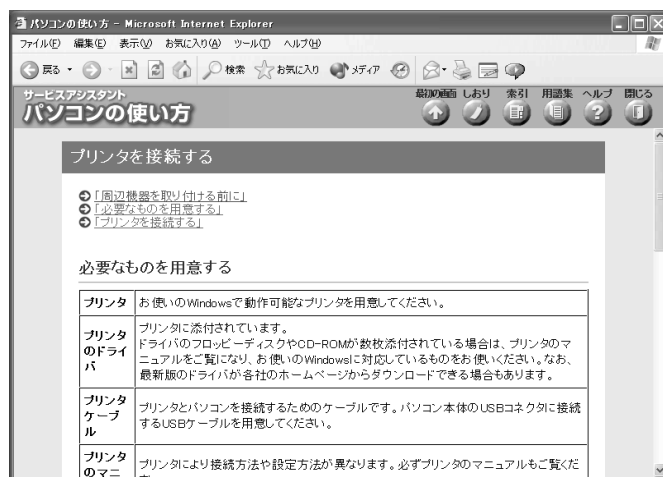 パソコンの使い方 - Microsoft Internet Explorer
ファイル(F) 編集(E) 表示(V) お気に入り(A) ツール(T) ヘルプ(H)
戻る 検索 お気に入り メディア
サービスアシスタント
パソコンの使い方
最初の画面 しおり 索引 用語集 ヘルプ 閉じる
プリンタを接続する
「周辺機器を取り付ける前に」
「必要なものを用意する」
「プリンタを接続する」
必要なものを用意する
プリンタ お使いのWindowsで動作可能なプリンタを用意してください。
プリンタのドライバ
プリンタに添付されています。
ドライバのフロッピーディスクやCD-ROMが数枚添付されている場合は、プリンタのマ
ニュアルをご覧になり、お使いのWindowsに対応しているものをお使いください。なお、
最新版のドライバが各社のホームページからダウンロードできる場合もあります。
プリンタケーブル
プリンタとパソコンを接続するためのケーブルです。パソコン本体のUSBコネクタに接続
するUSBケーブルを用意してください。
プリンタのマニ
プリンタにより接続方法や設定方法が異なります。必ずプリンタのマニュアルもご覧くだ